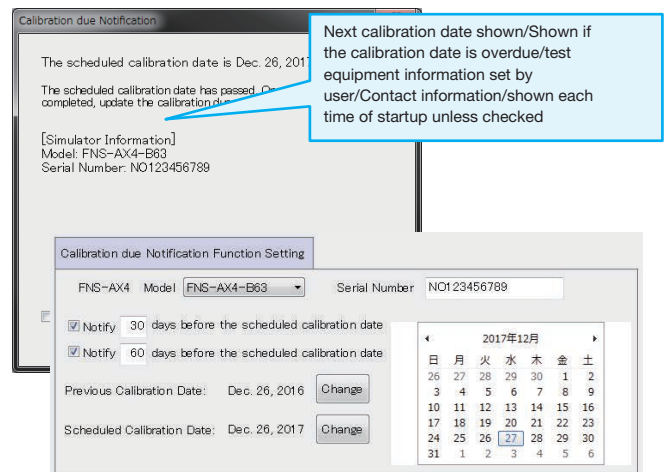 Calibration due Notification
The scheduled calibration date is Dec. 26, 2017
The scheduled calibration date has passed.
completed, update the calibration
[Simulator Information]
Model: FNS-AX4-B63
Serial Number: NO123456789
Next calibration date shown/Shown if
the calibration date is overdue/test
equipment information set by
user/Contact information/shown each
time of startup unless checked
Calibration due Notification Function Setting
FNS-AX4 Model FNS-AX4-B63 Serial Number NO123456789
Notify 30 days before the scheduled calibration date
Notify 60 days before the scheduled calibration date
Previous Calibration Date: Dec. 26, 2016 Change
Scheduled Calibration Date: Dec. 26, 2017 Change
2017年12月
日 月 火 水 木 金 土
26 27 28 29 30 1 2
3 4 5 6 7 8 9
10 11 12 13 14 15 16
17 18 19 20 21 22 23
24 25 26 27 28 29 30
31 1 2 3 4 5 6